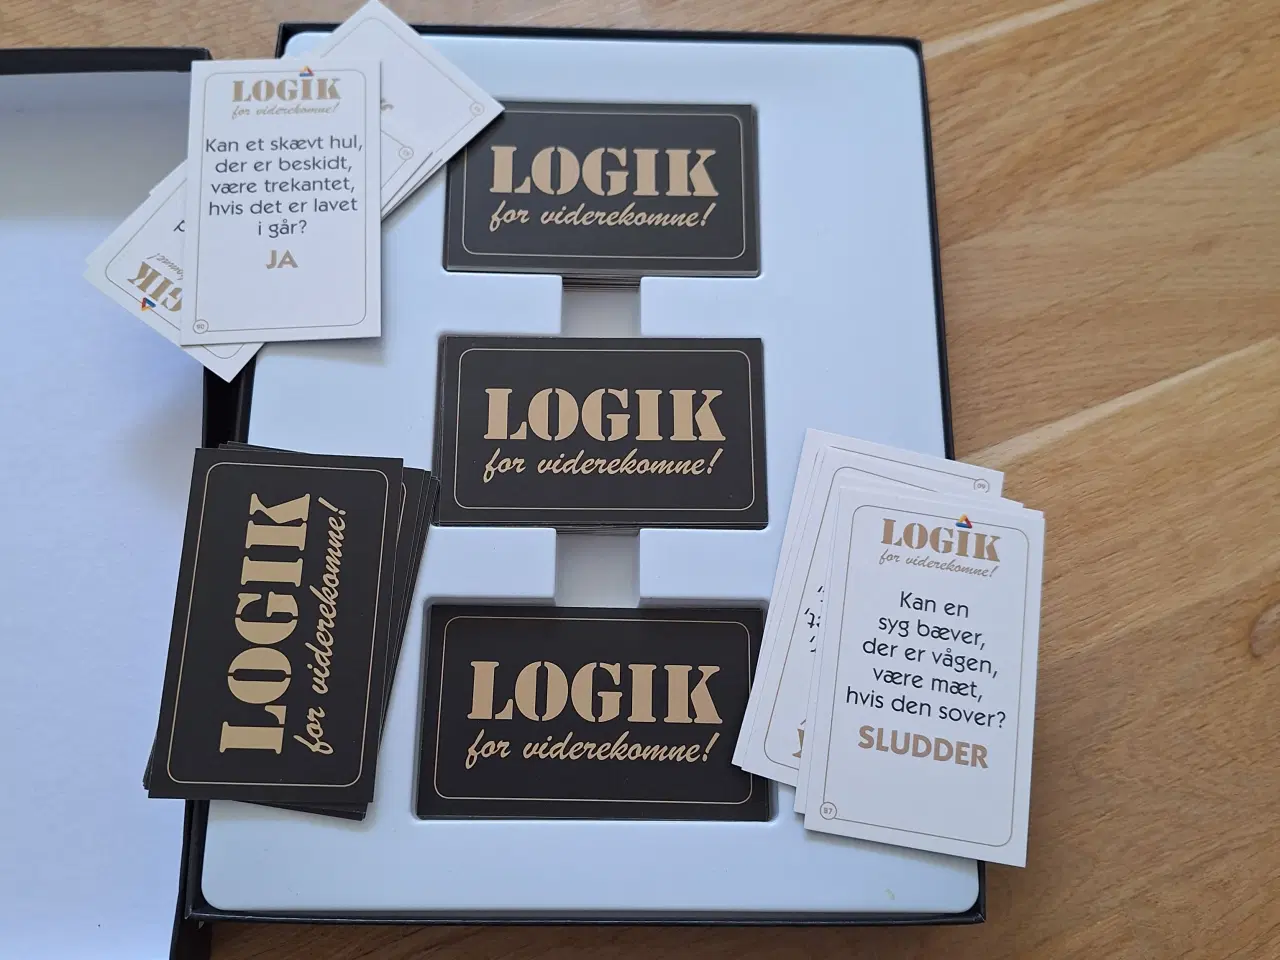 LOGIK
for viderekomne!
Kan et skævt hul,
der er beskidt,
være trekantet,
hvis det er lavet
i går?
JA
90
LOGIK
for viderekomne!
LOGIK
for viderekomne!
LOGIK
for viderekomne!
LOGIK
for viderekomne!
LOGIK
for viderekomne!
Kan en
syg bæver,
der er vågen,
være mæt,
hvis den sover?
SLUDDER